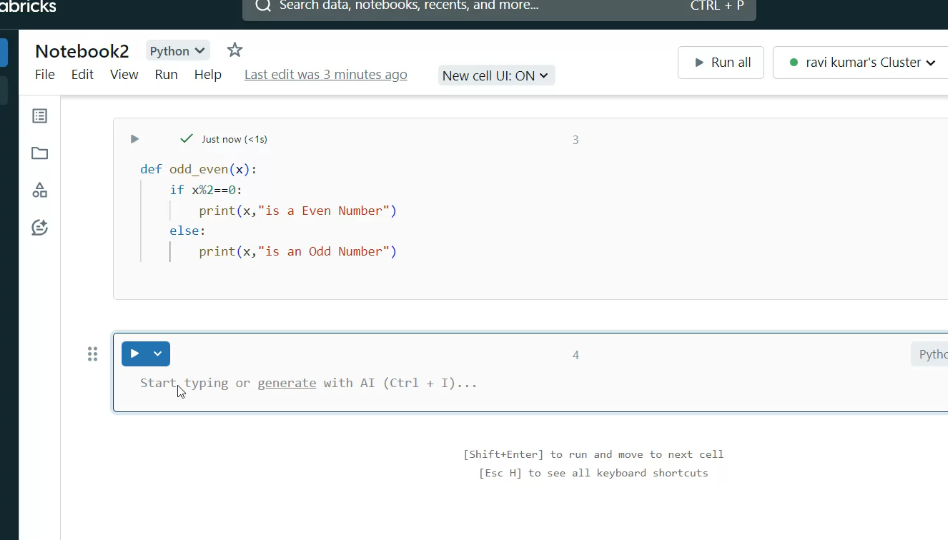 abricks
Search data, notebooks, recents, and more...
CTRL + P
Notebook2
Python
File Edit View Run Help
Last edit was 3 minutes ago
New cell UI: ON
Run all
ravi kumar's Cluster
Just now (<1s)
3
def odd_even(x):
if x%2==0:
print(x,"is a Even Number")
else:
print(x,"is an Odd Number")
4
Pytho
Start typing or generate with AI (Ctrl + I)...
[Shift+Enter] to run and move to next cell
[Esc H] to see all keyboard shortcuts